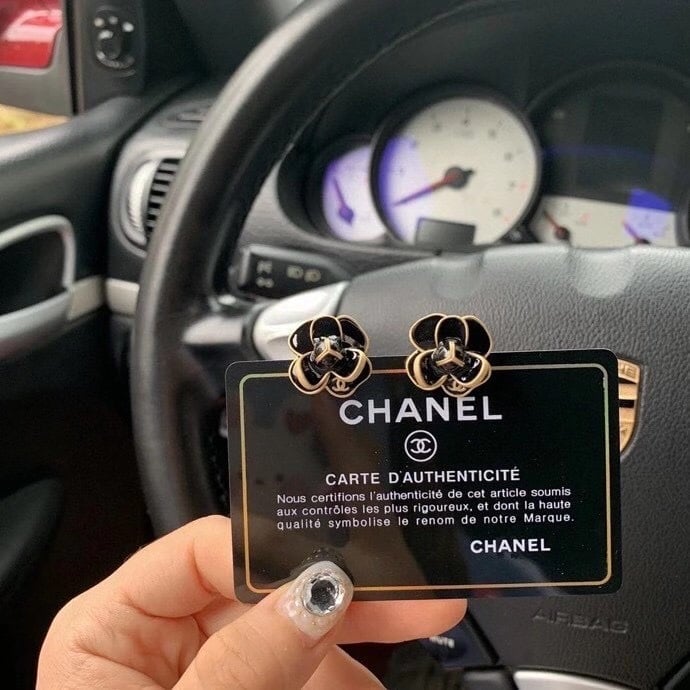 CHANEL
CARTE D'AUTHENTICITÉ
Nous certifions l'authenticité de cet article soumis
aux contrôles les plus rigoureux, et dont la haute
qualité symbolise le renom de notre Marque.
CHANEL
AIRBAG